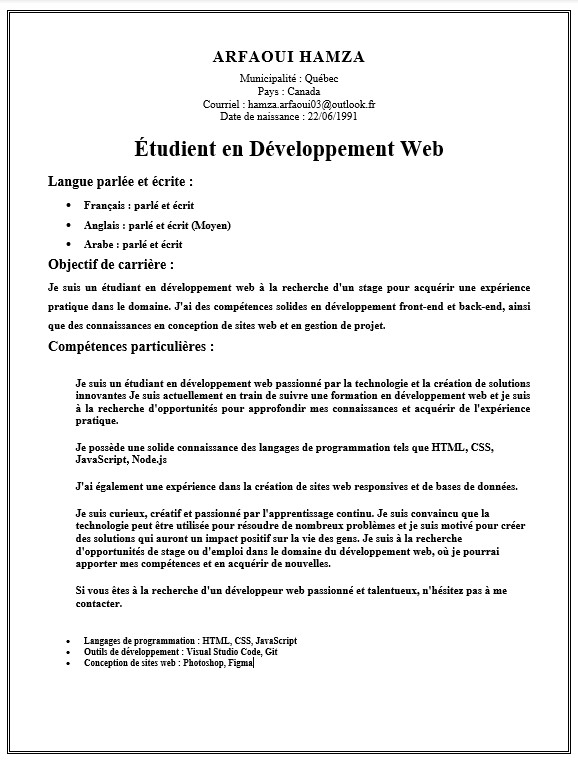 ARFAOUI HAMZA
Municipalité : Québec
Pays : Canada
Courriel : hamza.arfaoui03@outlook.fr
Date de naissance : 22/06/1991
Étudient en Développement Web
Langue parlée et écrite :
• Français : parlé et écrit
• Anglais : parlé et écrit (Moyen)
• Arabe : parlé et écrit
Objectif de carrière :
Je suis un étudiant en développement web à la recherche d'un stage pour acquérir une expérience
pratique dans le domaine. J'ai des compétences solides en développement front-end et back-end, ainsi
que des connaissances en conception de sites web et en gestion de projet.
Compétences particulières :
Je suis un étudiant en développement web passionné par la technologie et la création de solutions
innovantes Je suis actuellement en train de suivre une formation en développement web et je suis
à la recherche d'opportunités pour approfondir mes connaissances et acquérir de l'expérience
pratique.
Je possède une solide connaissance des langages de programmation tels que HTML, CSS,
JavaScript, Node.js
J'ai également une expérience dans la création de sites web responsives et de bases de données.
Je suis curieux, créatif et passionné par l'apprentissage continu. Je suis convaincu que la
technologie peut être utilisée pour résoudre de nombreux problèmes et je suis motivé pour créer
des solutions qui auront un impact positif sur la vie des gens. Je suis à la recherche
d'opportunités de stage ou d'emploi dans le domaine du développement web, où je pourrai
apporter mes compétences et en acquérir de nouvelles.
Si vous êtes à la recherche d'un développeur web passionné et talentueux, n'hésitez pas à me
contacter.
• Langages de programmation : HTML, CSS, JavaScript
• Outils de développement : Visual Studio Code, Git
• Conception de sites web : Photoshop, Figma